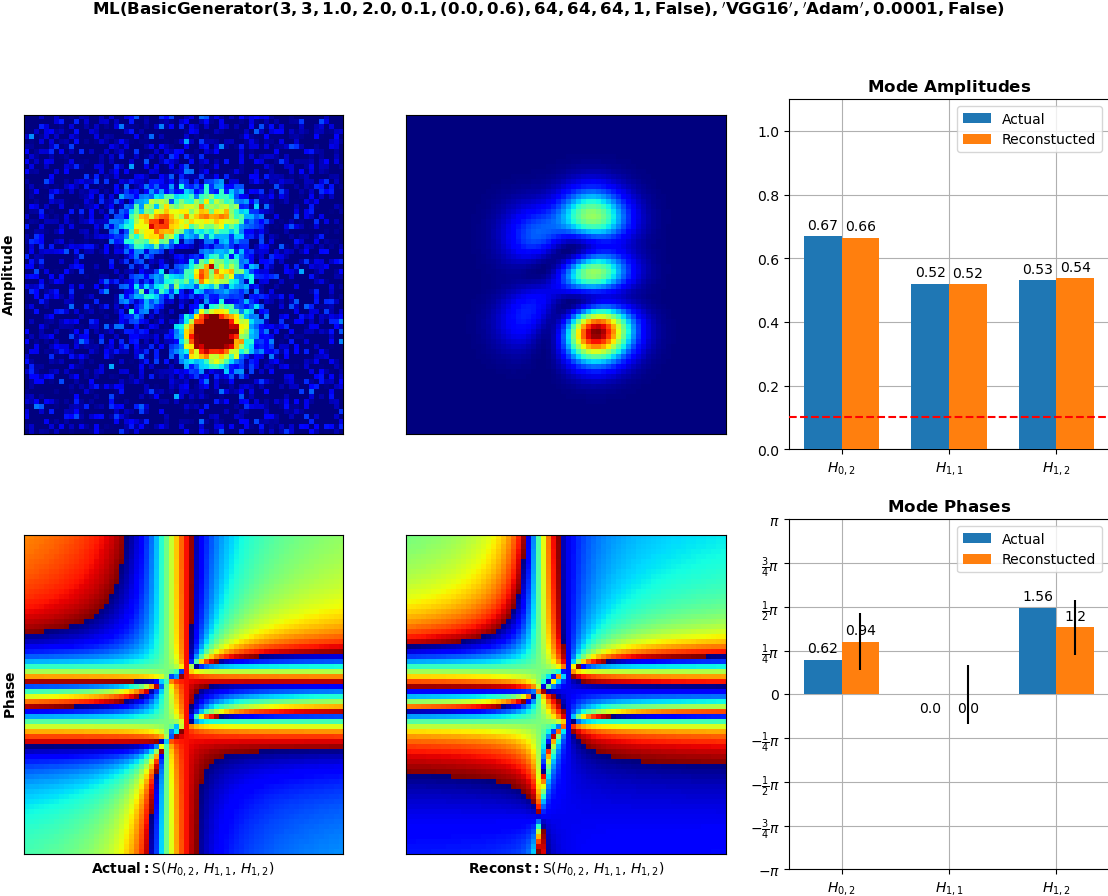 ML(BasicGenerator(3, 3, 1.0, 2.0, 0.1, (0.0, 0.6), 64, 64, 64, 1, False), ′VGG16′, ′Adam′, 0.0001, False)
Amplitude
Mode Amplitudes
Actual
Reconstucted
1.0
0.8
0.6
0.4
0.2
0.0
0.67 0.66
0.52 0.52
0.53 0.54
H0,2 H1,1 H1,2
Phase
Actual: S(H0,2, H1,1, H1,2)
Reconst: S(H0,2, H1,1, H1,2)
Mode Phases
Actual
Reconstucted
π
3/4π
1/2π
1/4π
0
−1/4π
−1/2π
−3/4π
−π
0.62 0.94
0.0 0.0
1.56 1.2
H0,2 H1,1 H1,2